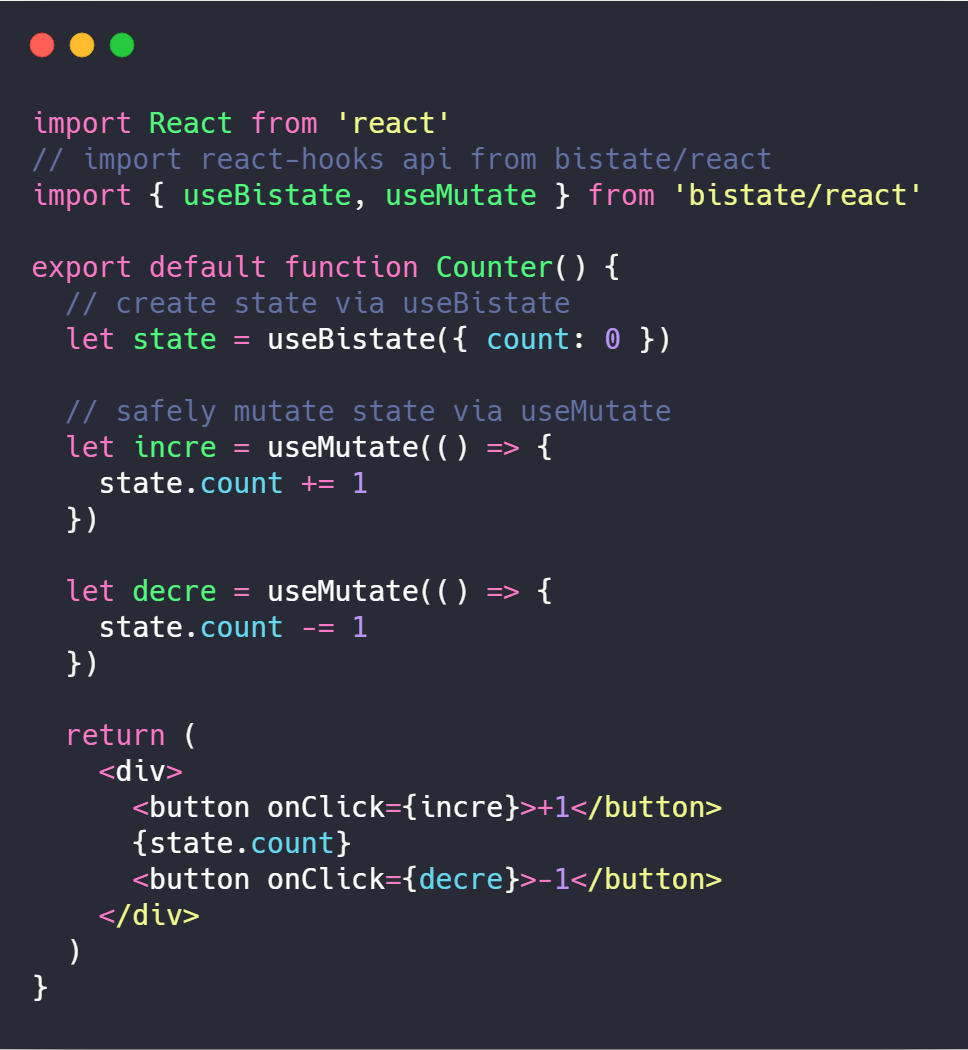 import React from 'react'
// import react-hooks api from bistate/react
import { useBistate, useMutate } from 'bistate/react'

export default function Counter() {
  // create state via useBistate
  let state = useBistate({ count: 0 })

  // safely mutate state via useMutate
  let incre = useMutate(() => {
    state.count += 1
  })

  let decre = useMutate(() => {
    state.count -= 1
  })

  return (
    <div>
      <button onClick={incre}>+1</button>
      {state.count}
      <button onClick={decre}>-1</button>
    </div>
  )
}